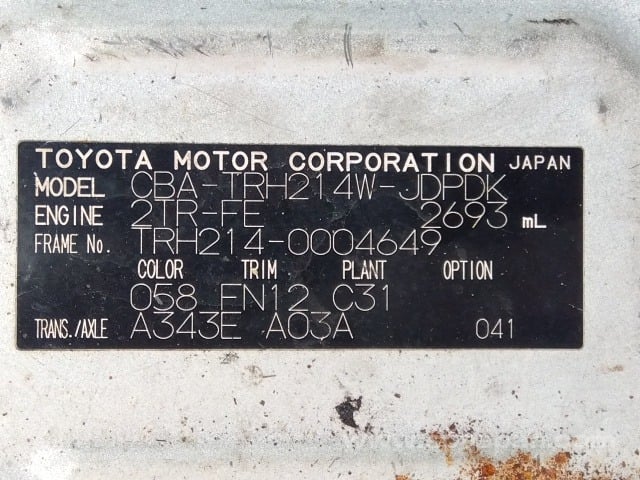 TOYOTA MOTOR CORPORATION JAPAN
MODEL CBA-TRH214W-JDPDK
ENGINE 2TR-FE 2693 mL
FRAME No. TRH214-0004649
COLOR TRIM PLANT OPTION
058 FN12 C31
TRANS./AXLE A343E A03A 041